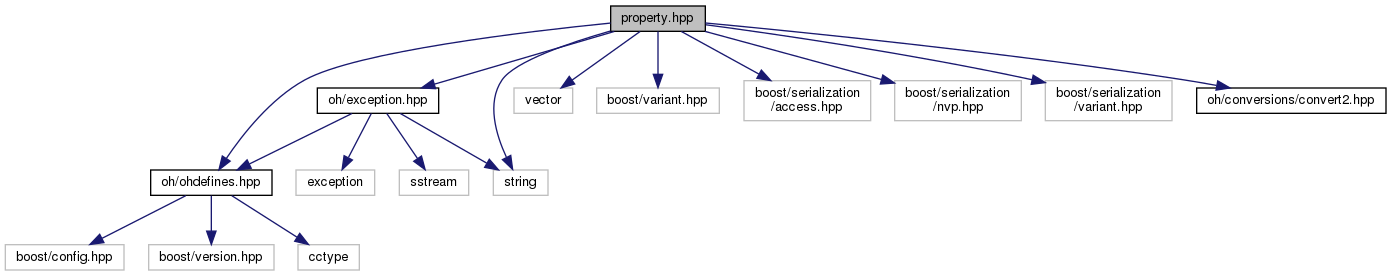 property.hpp
oh/exception.hpp
vector
boost/variant.hpp
boost/serialization
/access.hpp
boost/serialization
/nvp.hpp
boost/serialization
/variant.hpp
oh/conversions/convert2.hpp
oh/ohdefines.hpp
exception
sstream
string
boost/config.hpp
boost/version.hpp
cctype